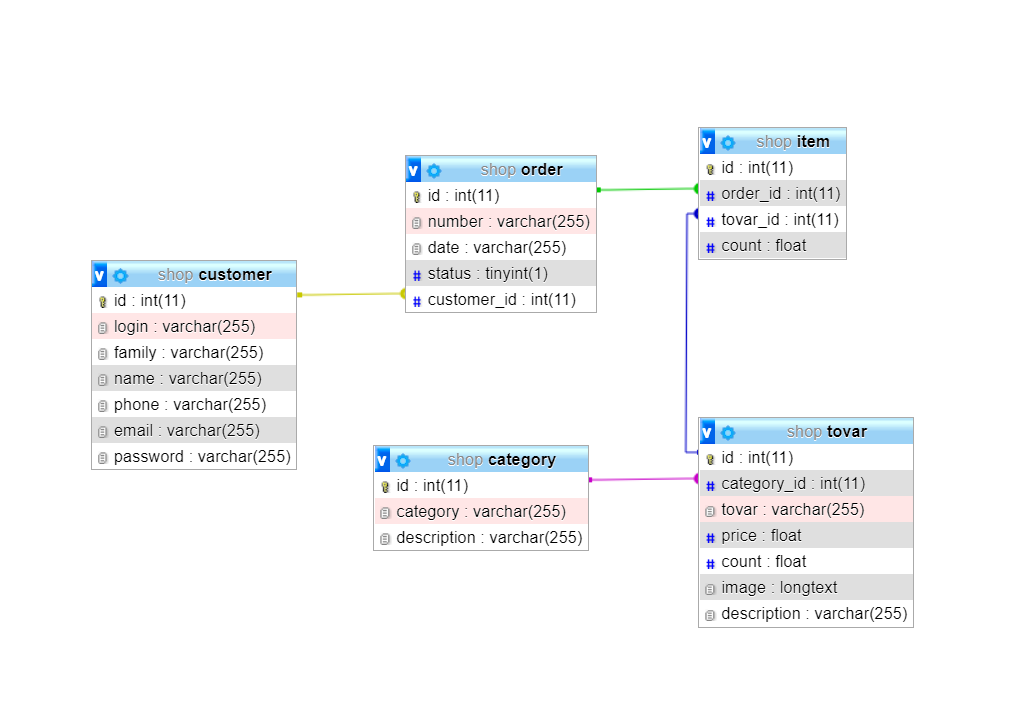 v shop customer
id : int(11)
login : varchar(255)
family : varchar(255)
name : varchar(255)
phone : varchar(255)
email : varchar(255)
password : varchar(255)
v shop order
id : int(11)
number : varchar(255)
date : varchar(255)
# status : tinyint(1)
# customer_id : int(11)
v shop item
id : int(11)
# order_id : int(11)
# tovar_id : int(11)
# count : float
v shop category
id : int(11)
category : varchar(255)
description : varchar(255)
v shop tovar
id : int(11)
# category_id : int(11)
tovar : varchar(255)
# price : float
# count : float
image : longtext
description : varchar(255)